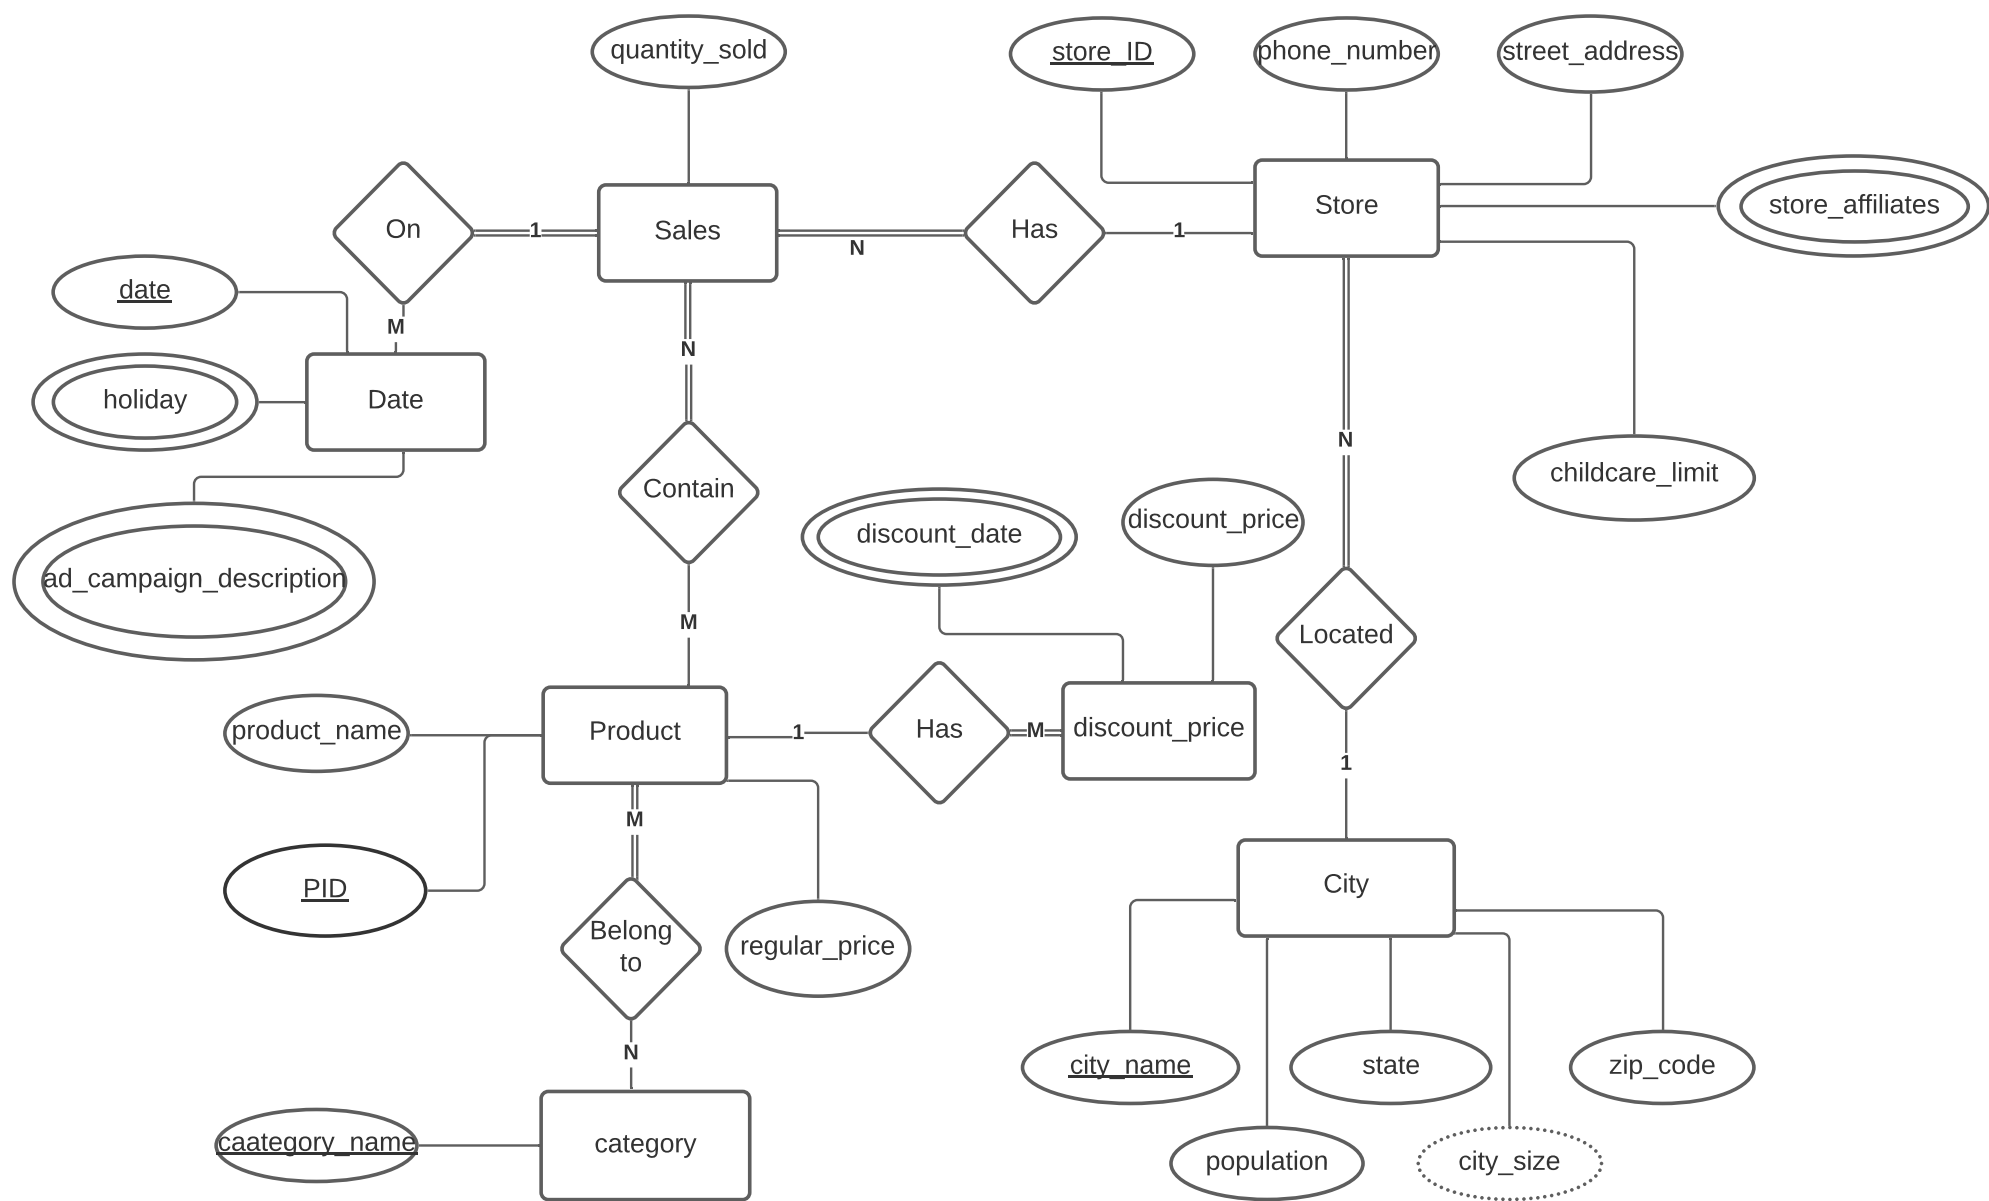 quantity_sold
store_ID
phone_number
street_address
On
1
Sales
N
Has
1
Store
store_affiliates
date
M
holiday
Date
N
N
childcare_limit
Contain
discount_date
discount_price
ad_campaign_description
M
Located
product_name
Product
1
Has
M
discount_price
1
M
PID
Belong
to
regular_price
City
N
city_name
state
zip_code
caategory_name
category
population
city_size